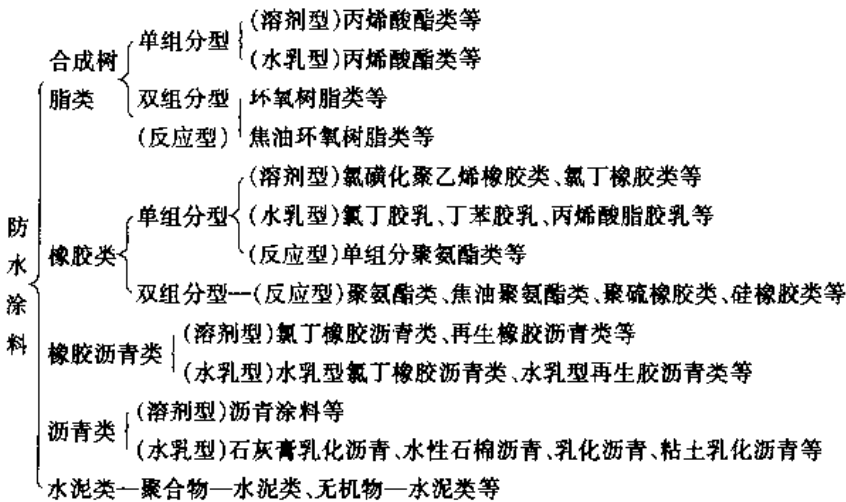 防水涂料
合成树脂类
单组分型
(溶剂型)丙烯酸酯类等
(水乳型)丙烯酸酯类等
双组分型(反应型)
环氧树脂类等
焦油环氧树脂类等
橡胶类
单组分型
(溶剂型)氯磺化聚乙烯橡胶类、氯丁橡胶类等
(水乳型)氯丁胶乳、丁苯胶乳、丙烯酸脂胶乳等
(反应型)单组分聚氨酯类等
双组分型—(反应型)聚氨酯类、焦油聚氨酯类、聚硫橡胶类、硅橡胶类等
橡胶沥青类
(溶剂型)氯丁橡胶沥青类、再生橡胶沥青类等
(水乳型)水乳型氯丁橡胶沥青类、水乳型再生胶沥青类等
沥青类
(溶剂型)沥青涂料等
(水乳型)石灰膏乳化沥青、水性石棉沥青、乳化沥青、粘土乳化沥青等
水泥类—聚合物—水泥类、无机物—水泥类等